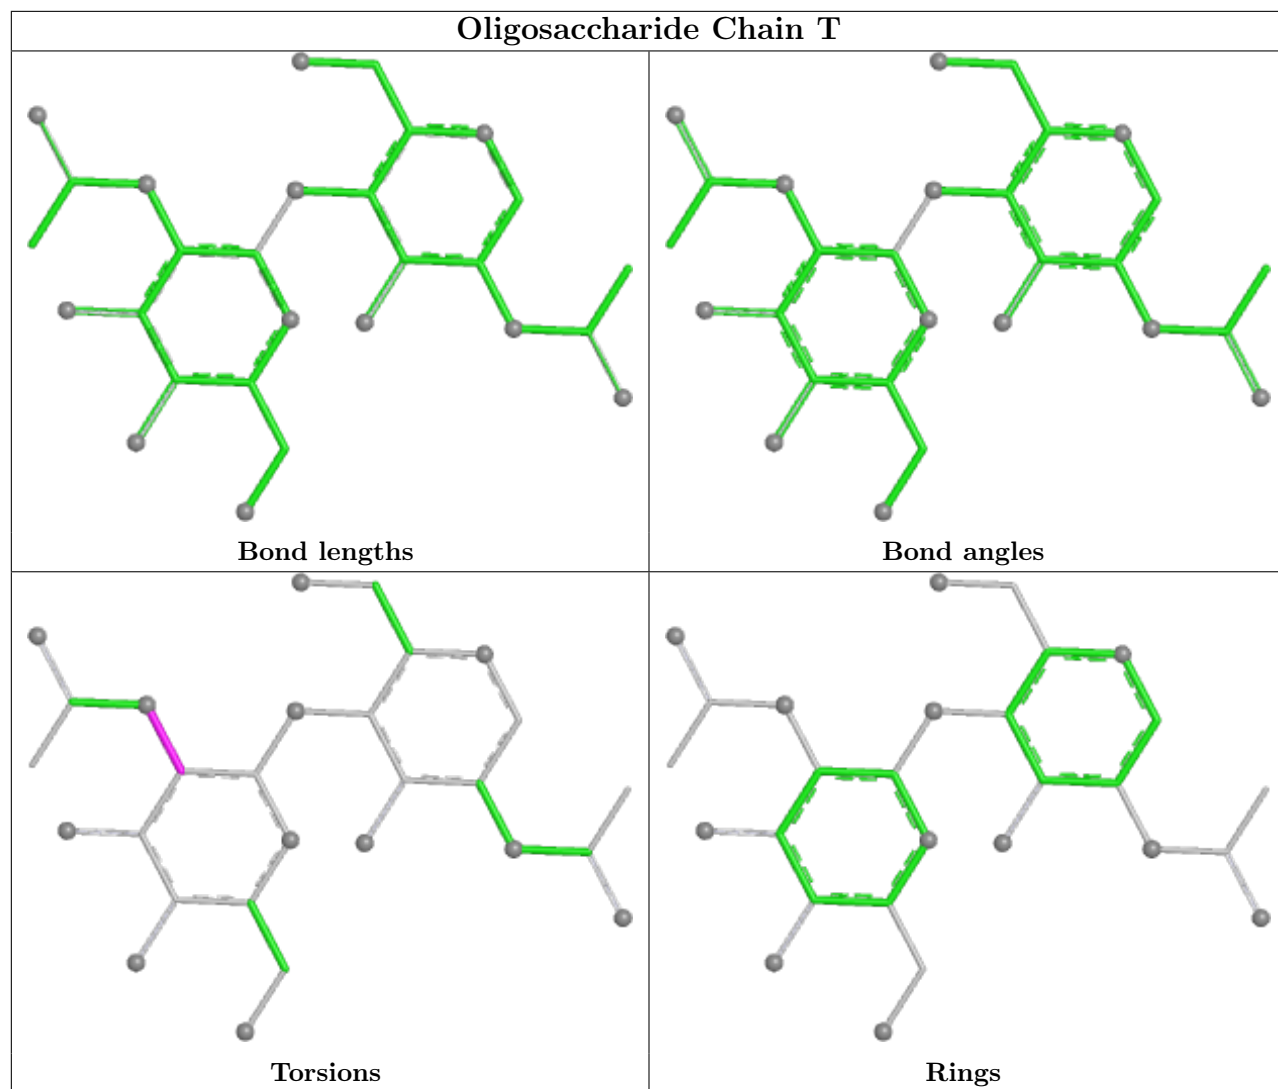 Oligosaccharide Chain T
Bond lengths
Bond angles
Torsions
Rings